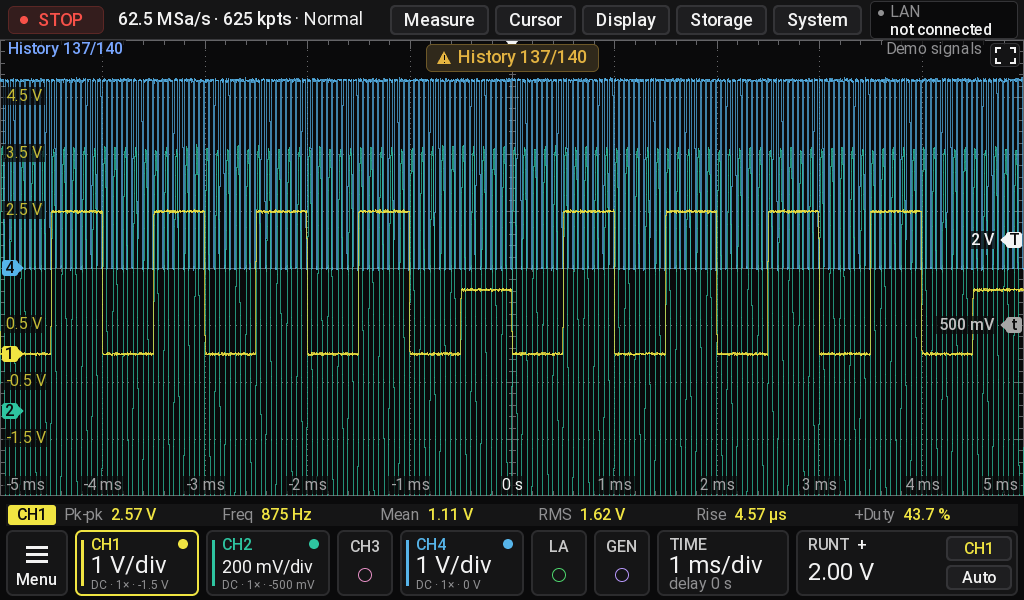 STOP
62.5 MSa/s · 625 kpts · Normal
Measure
Cursor
Display
Storage
System
LAN
not connected
History 137/140
History 137/140
Demo signals
4.5 V
3.5 V
2.5 V
2 V
T
4
0.5 V
500 mV
t
1
-0.5 V
2
-1.5 V
-5 ms
-4 ms
-3 ms
-2 ms
-1 ms
0 s
1 ms
2 ms
3 ms
4 ms
5 ms
CH1
Pk-pk 2.57 V
Freq 875 Hz
Mean 1.11 V
RMS 1.62 V
Rise 4.57 µs
+Duty 43.7 %
Menu
CH1
1 V/div
DC · 1× · -1.5 V
CH2
200 mV/div
DC · 1× · -500 mV
CH3
CH4
1 V/div
DC · 1× · 0 V
LA
GEN
TIME
1 ms/div
delay 0 s
RUNT +
2.00 V
CH1
Auto